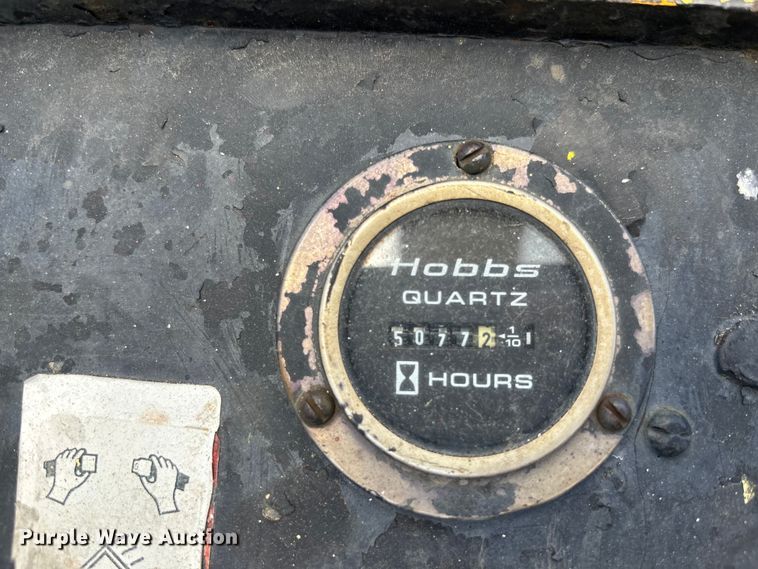 Hobbs
QUARTZ
50772 1/10
HOURS
Purple Wave Auction